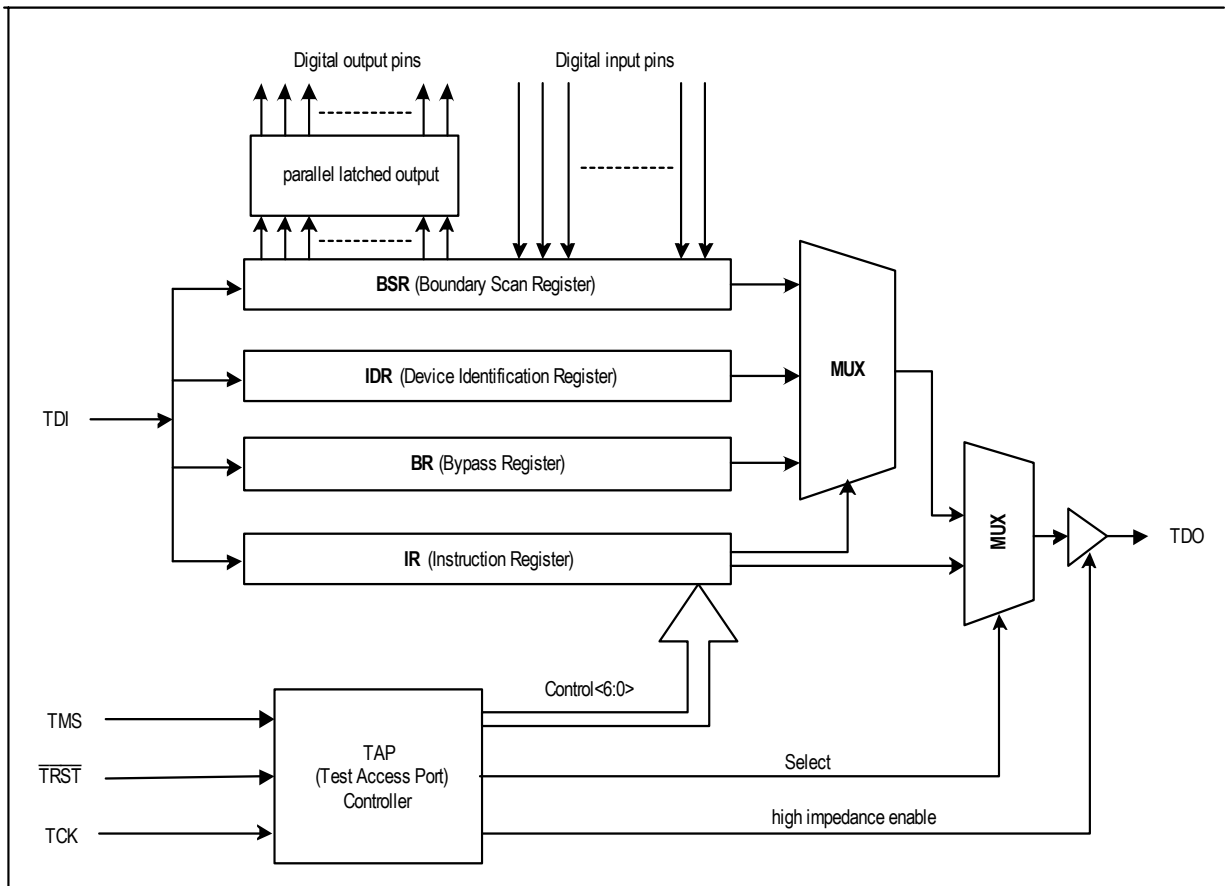 Digital output pins
Digital input pins
parallel latched output
BSR (Boundary Scan Register)
IDR (Device Identification Register)
MUX
TDI
BR (Bypass Register)
MUX
TDO
IR (Instruction Register)
Control<6:0>
TMS
TAP
(Test Access Port)
Controller
TRST
Select
TCK
high impedance enable